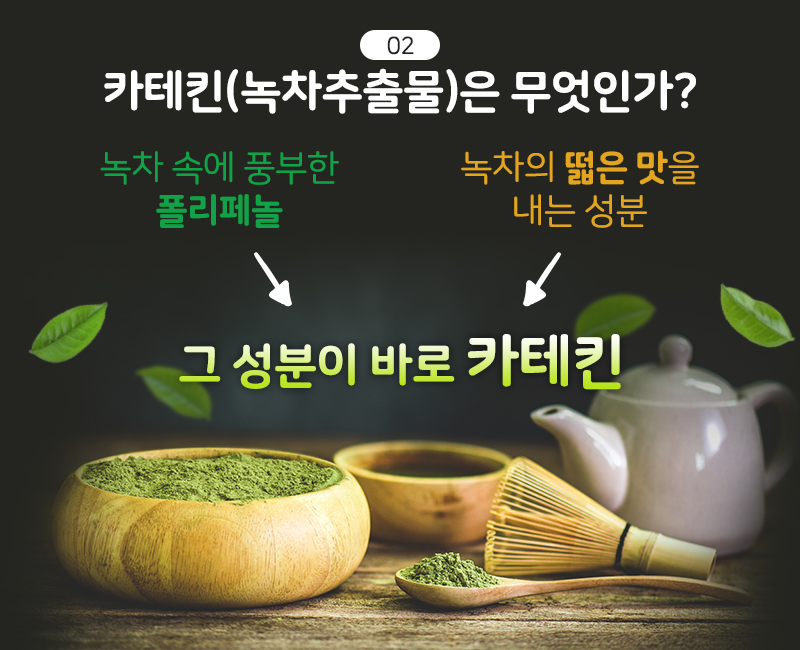 02
카테킨(녹차추출물)은 무엇인가?
녹차 속에 풍부한
폴리페놀
녹차의 떫은 맛을
내는 성분
그 성분이 바로 카테킨